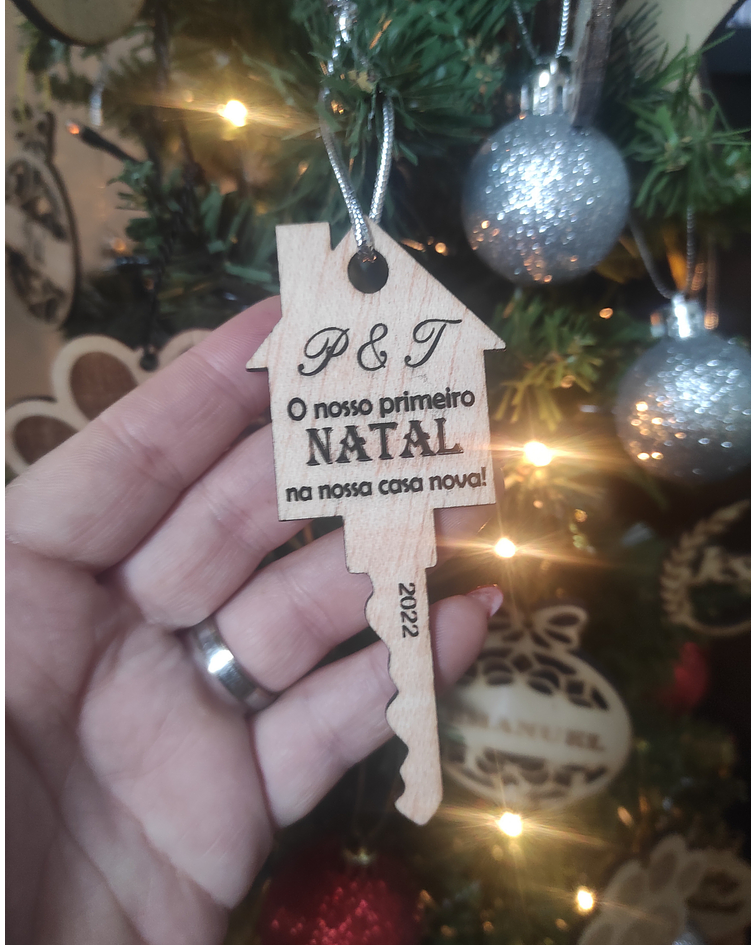 P & T
O nosso primeiro
NATAL
na nossa casa nova!
2022